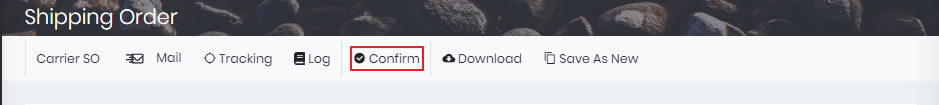 Shipping Order
Carrier SO Mail Tracking Log Confirm Download Save As New